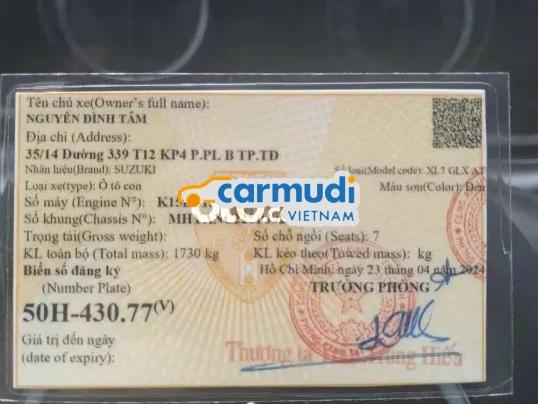 Tên chủ xe(Owner's full name):
NGUYỄN ĐÌNH TÂM
Địa chỉ (Address):
35/14 Đường 339 T12 KP4 P.PL B TP.TĐ
Nhãn hiệu(Brand): SUZUKI
Số loại(Model code): XL7 GLX AT
Loại xe(type): Ô tô con
Màu sơn(Color): Đen
Số máy (Engine N°):
Số khung(Chassis N°)
Trọng tải(Gross weight):
Số chỗ ngồi (Seats): 7
KL toàn bộ (Total mass): 1730 kg
KL kéo theo(Towed mass): kg
Biển số đăng ký
Hồ Chí Minh, ngày 23 tháng 04 năm 2024
(Number Plate)
TRƯỞNG PHÒNG
50H-430.77(V)
Giá trị đến ngày
(date of expiry):
Thượng tá
carmudi
VIETNAM